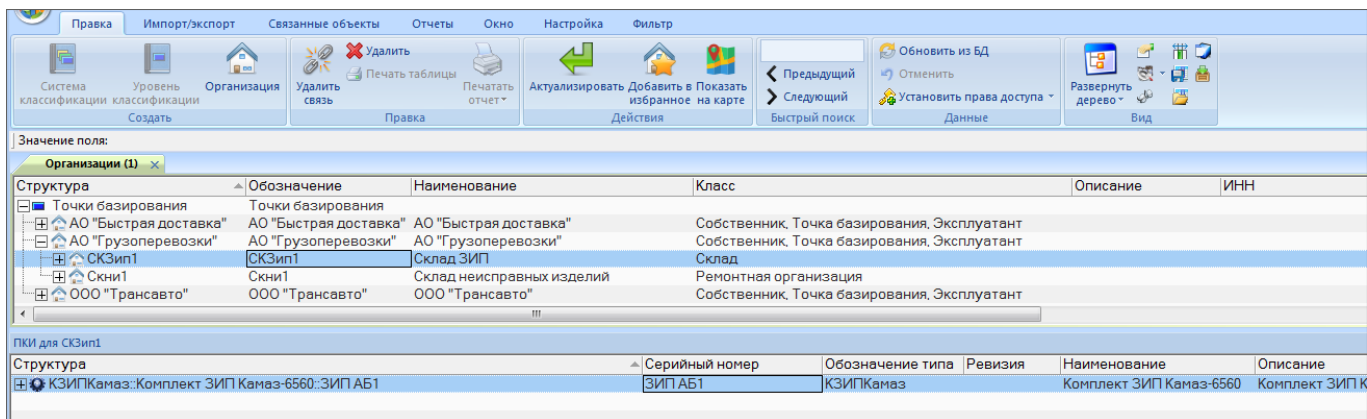 Правка Импорт/экспорт Связанные объекты Отчеты Окно Настройка Фильтр
Система классификации
Уровень классификации
Организация
Создать
Удалить связь
Удалить
Печать таблицы
Печатать отчет
Правка
Актуализировать
Добавить в избранное
Показать на карте
Действия
Предыдущий
Следующий
Быстрый поиск
Обновить из БД
Отменить
Установить права доступа
Данные
Развернуть дерево
Вид
Значение поля:
Организации (1)
Структура Обозначение Наименование Класс Описание ИНН
Точки базирования Точки базирования
АО "Быстрая доставка" АО "Быстрая доставка" АО "Быстрая доставка" Собственник, Точка базирования, Эксплуатант
АО "Грузоперевозки" АО "Грузоперевозки" АО "Грузоперевозки" Собственник, Точка базирования, Эксплуатант
СКЗип1 СКЗип1 Склад ЗИП Склад
Скни1 Скни1 Склад неисправных изделий Ремонтная организация
ООО "Трансавто" ООО "Трансавто" ООО "Трансавто" Собственник, Точка базирования, Эксплуатант
ПКИ для СКЗип1
Структура Серийный номер Обозначение типа Ревизия Наименование Описание
КЗИПКамаз::Комплект ЗИП Камаз-6560::ЗИП АБ1 ЗИП АБ1 КЗИПКамаз Комплект ЗИП Камаз-6560 Комплект ЗИП К